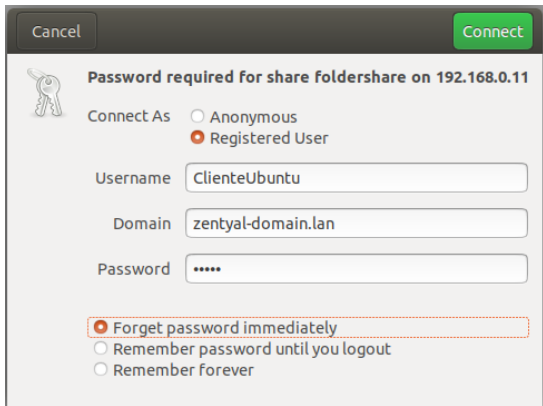 Cancel Connect
Password required for share foldershare on 192.168.0.11
Connect As Anonymous
Registered User
Username ClienteUbuntu
Domain zentyal-domain.lan
Password •••••
Forget password immediately
Remember password until you logout
Remember forever